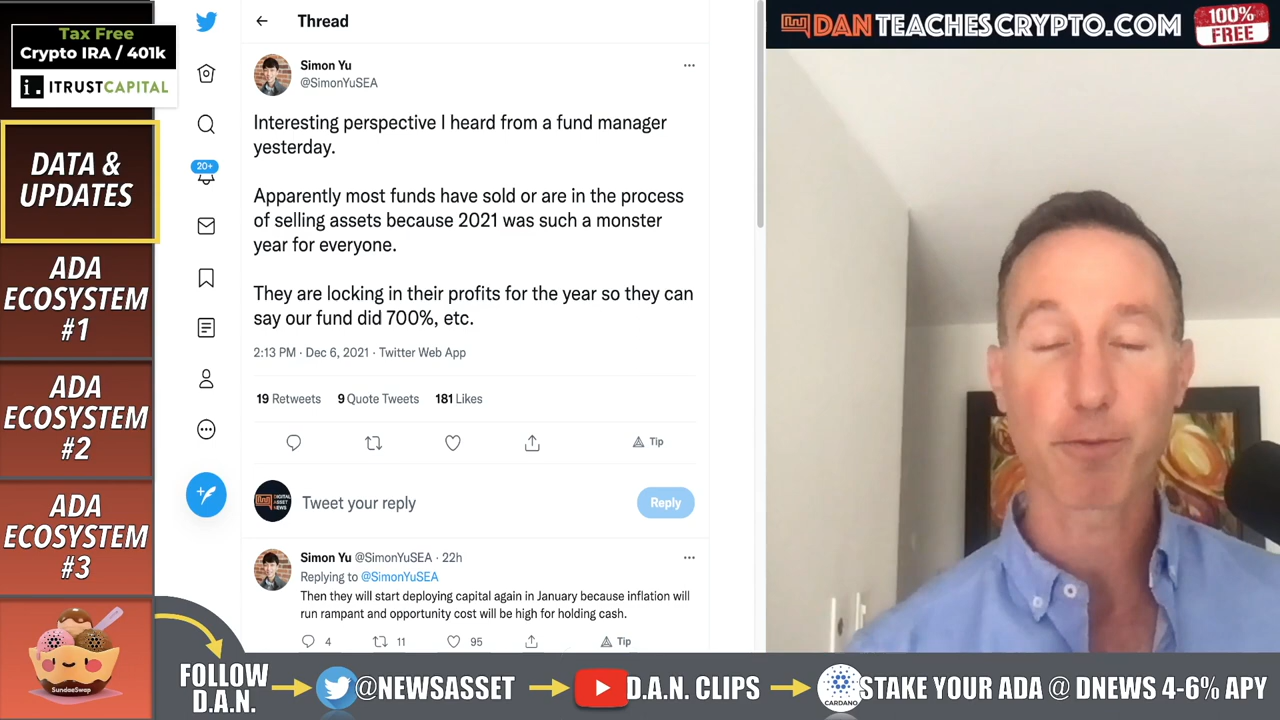 Tax Free
Crypto IRA / 401k
ITRUSTCAPITAL
DATA &
UPDATES
ADA
ECOSYSTEM
#1
ADA
ECOSYSTEM
#2
ADA
ECOSYSTEM
#3
SundaeSwap
Thread
20+
Simon Yu
@SimonYuSEA
Interesting perspective I heard from a fund manager
yesterday.
Apparently most funds have sold or are in the process
of selling assets because 2021 was such a monster
year for everyone.
They are locking in their profits for the year so they can
say our fund did 700%, etc.
2:13 PM · Dec 6, 2021 · Twitter Web App
19 Retweets 9 Quote Tweets 181 Likes
Tip
DIGITAL
ASSET
NEWS
Tweet your reply
Reply
Simon Yu @SimonYuSEA · 22h
Replying to @SimonYuSEA
Then they will start deploying capital again in January because inflation will
run rampant and opportunity cost will be high for holding cash.
4 11 95 Tip
DANTEACHESCRYPTO.COM
100%
FREE
FOLLOW
D.A.N.
@NEWSASSET
D.A.N. CLIPS
CARDANO
STAKE YOUR ADA @ DNEWS 4-6% APY